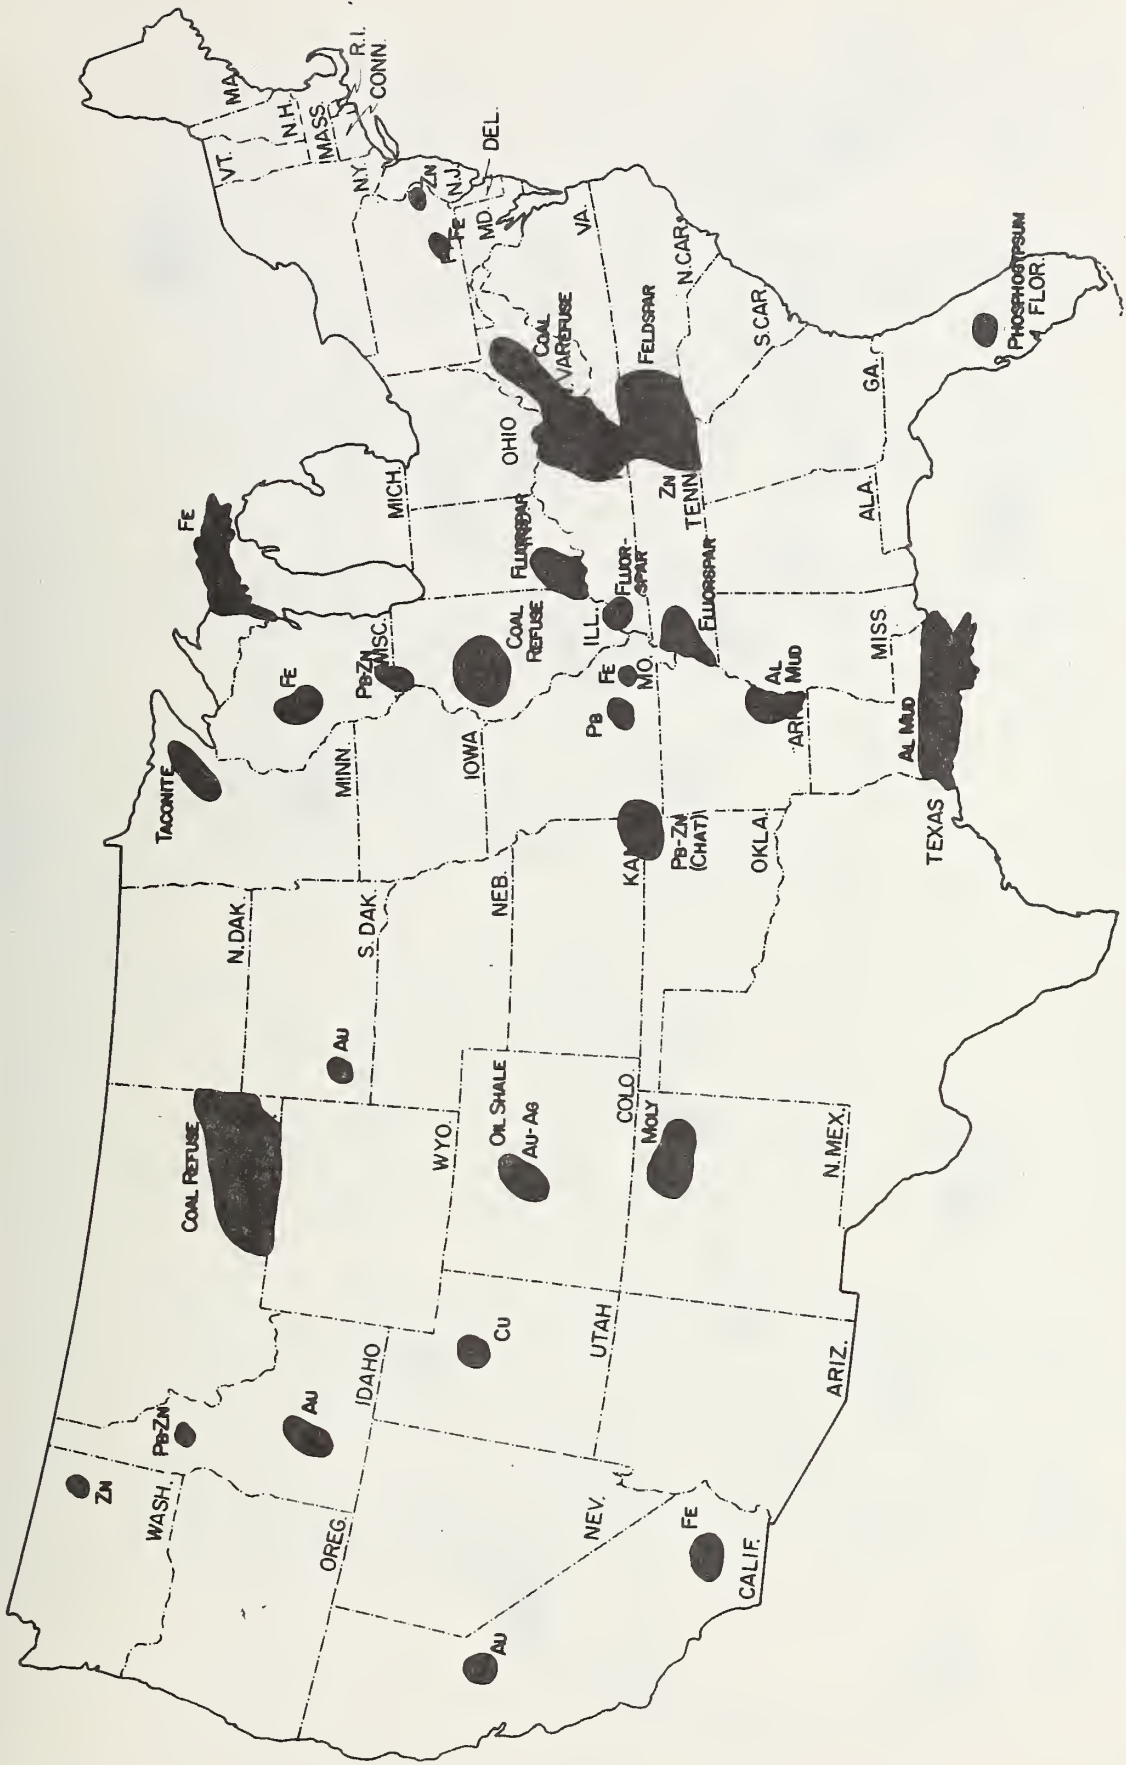 ZN
WASH.
PB-ZN
OREG.
IDAHO
AU
AU
NEV.
FE
CALIF.
CU
UTAH
ARIZ.
COAL REFUSE
WYO.
OIL SHALE
AU-AG
COLO.
MOLY
N.MEX.
N.DAK.
AU
S. DAK.
NEB.
KA
PB-ZN
(CHAT)
OKLA.
TEXAS
TACONITE
MINN.
IOWA
FE
PB-ZN
WISC.
COAL
REFUSE
ILL.
PB
FE
MO.
FLUOR-
SPAR
FLUORSPAR
FLUORSPAR
AL
MUD
ARK
AL MUD
MISS.
FE
MICH.
OHIO
COAL
REFUSE
. VA
FELDSPAR
ZN
TENN.
ALA.
GA.
N.CAR.
S.CAR.
VA.
MD.
DEL.
FE
ZN
N.J.
N.Y.
VT.
N.H.
MA.
MASS.
R.I.
CONN.
PHOSPHOGYPSUM
FLOR.